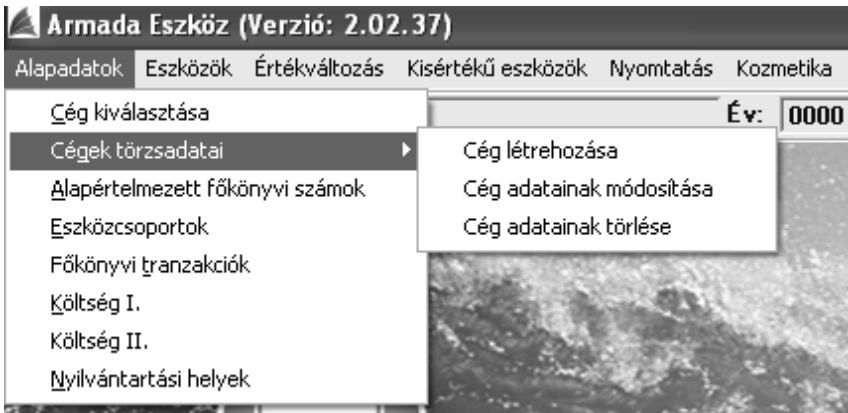 Armada Eszköz (Verzió: 2.02.37)
Alapadatok Eszközök Értékváltozás Kisértékű eszközök Nyomtatás Kozmetika
Cég kiválasztása
Év: 0000
Cégek törzsadatai
Cég létrehozása
Alapértelmezett főkönyvi számok
Cég adatainak módosítása
Eszközcsoportok
Cég adatainak törlése
Főkönyvi tranzakciók
Költség I.
Költség II.
Nyilvántartási helyek